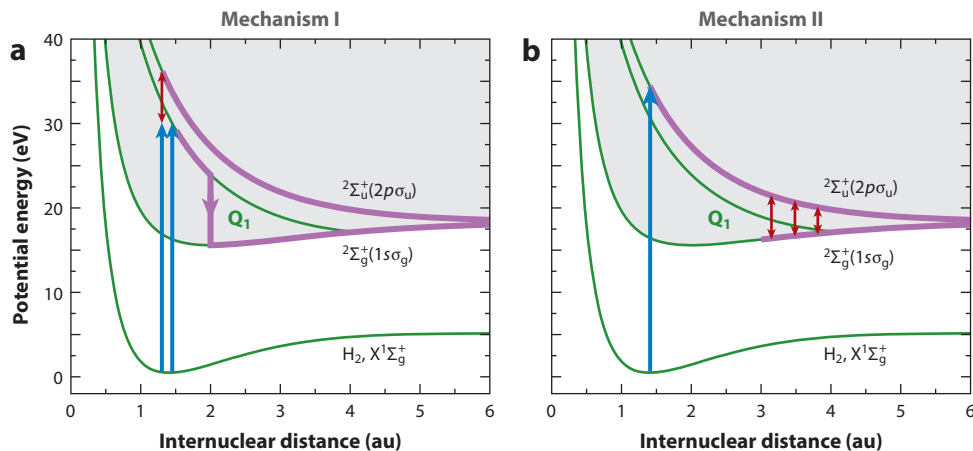 Mechanism I
Mechanism II
a
40
30
20
10
0
Potential energy (eV)
²Σᵤ⁺(2pσᵤ)
Q₁
²Σg⁺(1sσg)
H₂, X¹Σg⁺
0 1 2 3 4 5 6
Internuclear distance (au)
b
²Σᵤ⁺(2pσᵤ)
Q₁
²Σg⁺(1sσg)
H₂, X¹Σg⁺
0 1 2 3 4 5 6
Internuclear distance (au)